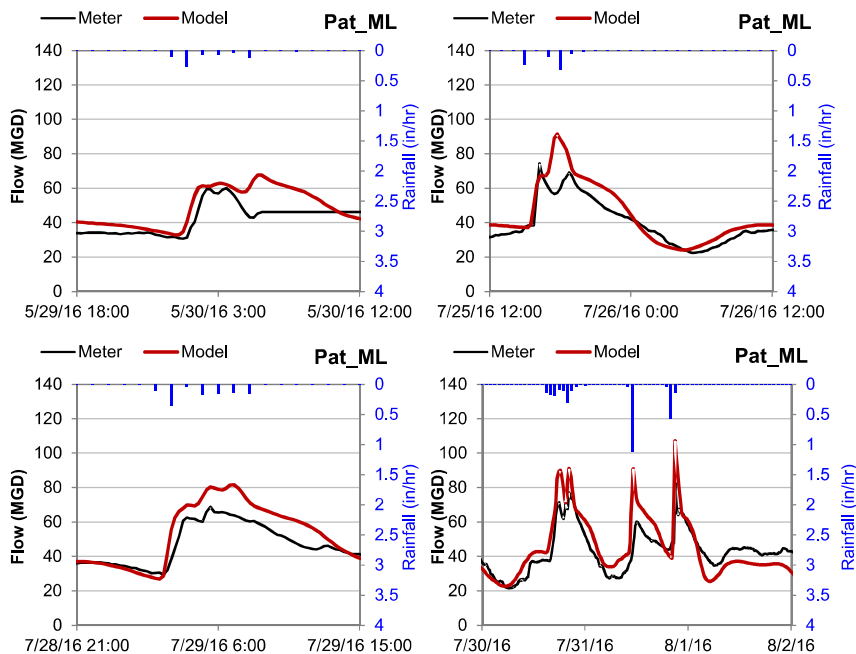 Meter Model Pat_ML
140 0
120 0.5
100 1
80 1.5
60 2
40 2.5
20 3
0 3.5
4
Flow (MGD)
Rainfall (in/hr)
5/29/16 18:00 5/30/16 3:00 5/30/16 12:00
Meter Model Pat_ML
140 0
120 0.5
100 1
80 1.5
60 2
40 2.5
20 3
0 3.5
4
Flow (MGD)
Rainfall (in/hr)
7/25/16 12:00 7/26/16 0:00 7/26/16 12:00
Meter Model Pat_ML
140 0
120 0.5
100 1
80 1.5
60 2
40 2.5
20 3
0 3.5
4
Flow (MGD)
Rainfall (in/hr)
7/28/16 21:00 7/29/16 6:00 7/29/16 15:00
Meter Model Pat_ML
140 0
120 0.5
100 1
80 1.5
60 2
40 2.5
20 3
0 3.5
4
Flow (MGD)
Rainfall (in/hr)
7/30/16 7/31/16 8/1/16 8/2/16